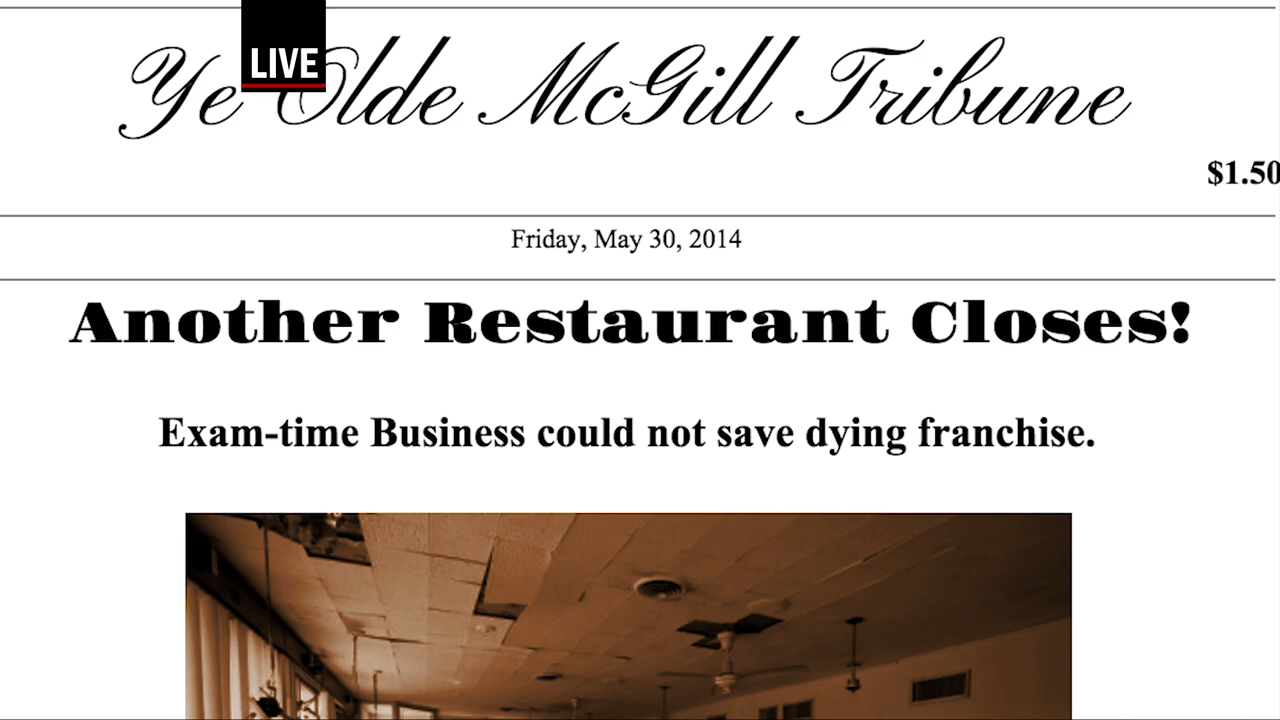 LIVE
Ye Olde McGill Tribune
$1.50
Friday, May 30, 2014
Another Restaurant Closes!
Exam-time Business could not save dying franchise.